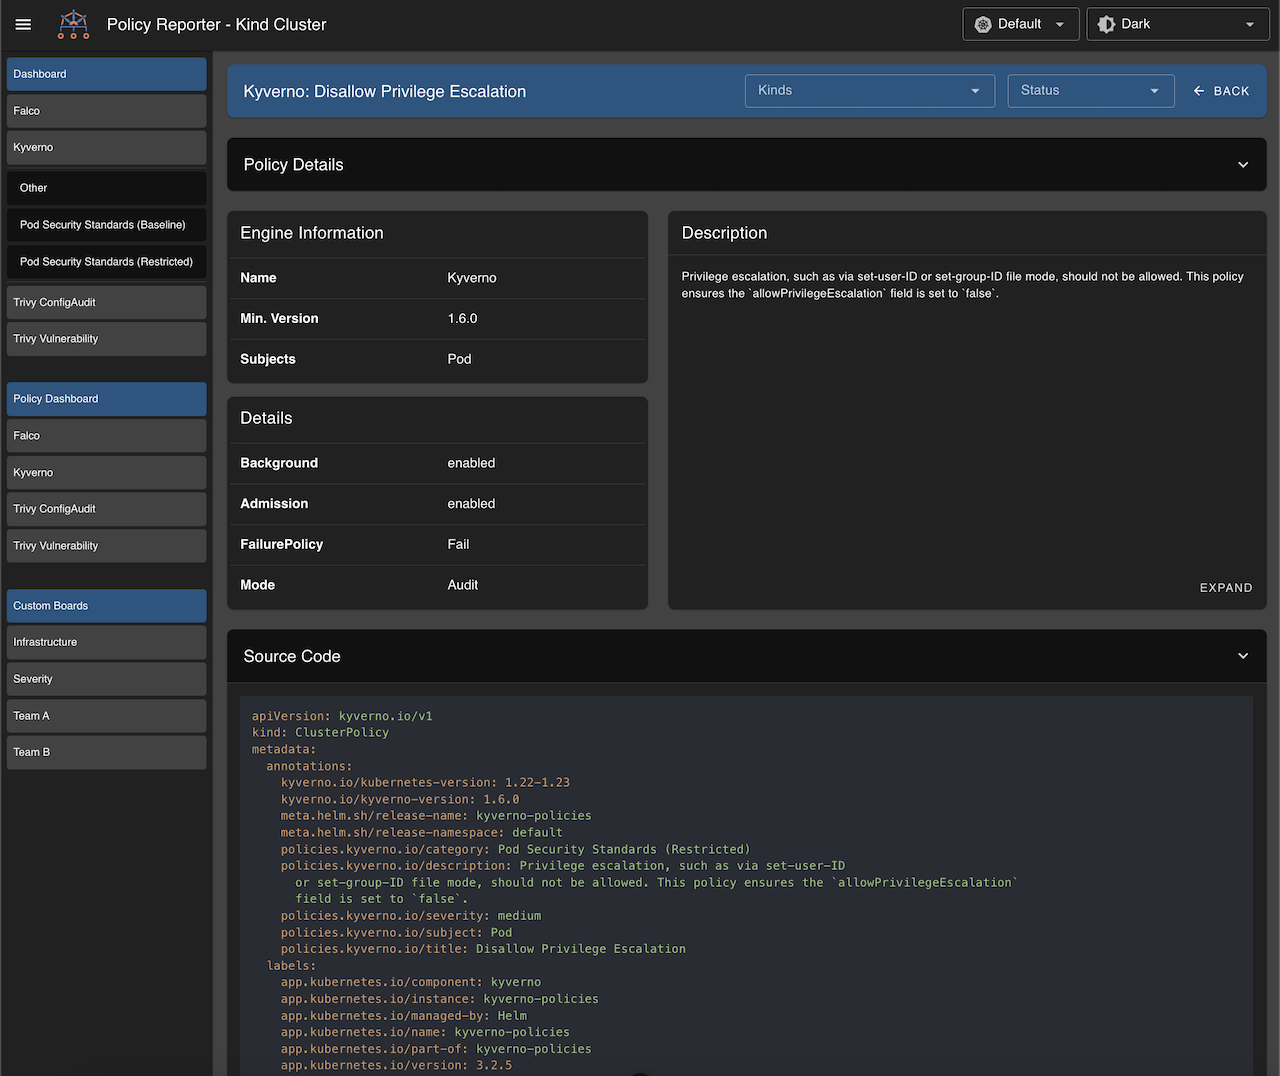 Policy Reporter - Kind Cluster
Default
Dark
Dashboard
Falco
Kyverno
Other
Pod Security Standards (Baseline)
Pod Security Standards (Restricted)
Trivy ConfigAudit
Trivy Vulnerability
Policy Dashboard
Falco
Kyverno
Trivy ConfigAudit
Trivy Vulnerability
Custom Boards
Infrastructure
Severity
Team A
Team B
Kyverno: Disallow Privilege Escalation
Kinds
Status
BACK
Policy Details
Engine Information
Name Kyverno
Min. Version 1.6.0
Subjects Pod
Details
Background enabled
Admission enabled
FailurePolicy Fail
Mode Audit
Description
Privilege escalation, such as via set-user-ID or set-group-ID file mode, should not be allowed. This policy
ensures the `allowPrivilegeEscalation` field is set to `false`.
EXPAND
Source Code
apiVersion: kyverno.io/v1
kind: ClusterPolicy
metadata:
  annotations:
    kyverno.io/kubernetes-version: 1.22-1.23
    kyverno.io/kyverno-version: 1.6.0
    meta.helm.sh/release-name: kyverno-policies
    meta.helm.sh/release-namespace: default
    policies.kyverno.io/category: Pod Security Standards (Restricted)
    policies.kyverno.io/description: Privilege escalation, such as via set-user-ID
      or set-group-ID file mode, should not be allowed. This policy ensures the `allowPrivilegeEscalation`
      field is set to `false`.
    policies.kyverno.io/severity: medium
    policies.kyverno.io/subject: Pod
    policies.kyverno.io/title: Disallow Privilege Escalation
  labels:
    app.kubernetes.io/component: kyverno
    app.kubernetes.io/instance: kyverno-policies
    app.kubernetes.io/managed-by: Helm
    app.kubernetes.io/name: kyverno-policies
    app.kubernetes.io/part-of: kyverno-policies
    app.kubernetes.io/version: 3.2.5